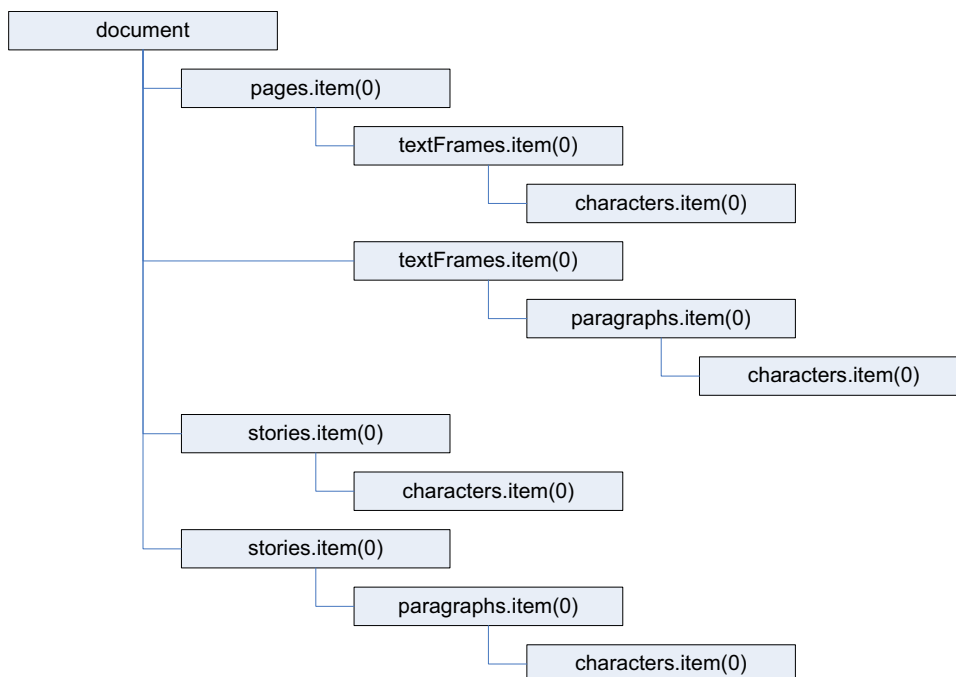 document
pages.item(0)
textFrames.item(0)
characters.item(0)
textFrames.item(0)
paragraphs.item(0)
characters.item(0)
stories.item(0)
characters.item(0)
stories.item(0)
paragraphs.item(0)
characters.item(0)